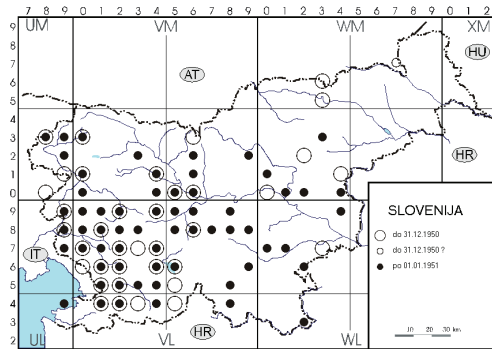 7 8 9 0 1 2 3 4 5 6 7 8 9 0 1 2 3 4 5 6 7 8 9 0 1 2
UM VM WM XM
9
8
7
6
5
4
3
2
1
0
9
8
7
6
5
4
3
2
AT
HU
HR
IT
HR
UL VL WL
SLOVENIJA
do 31.12.1950
do 31.12.1950 ?
po 01.01.1951
10 20 30 km